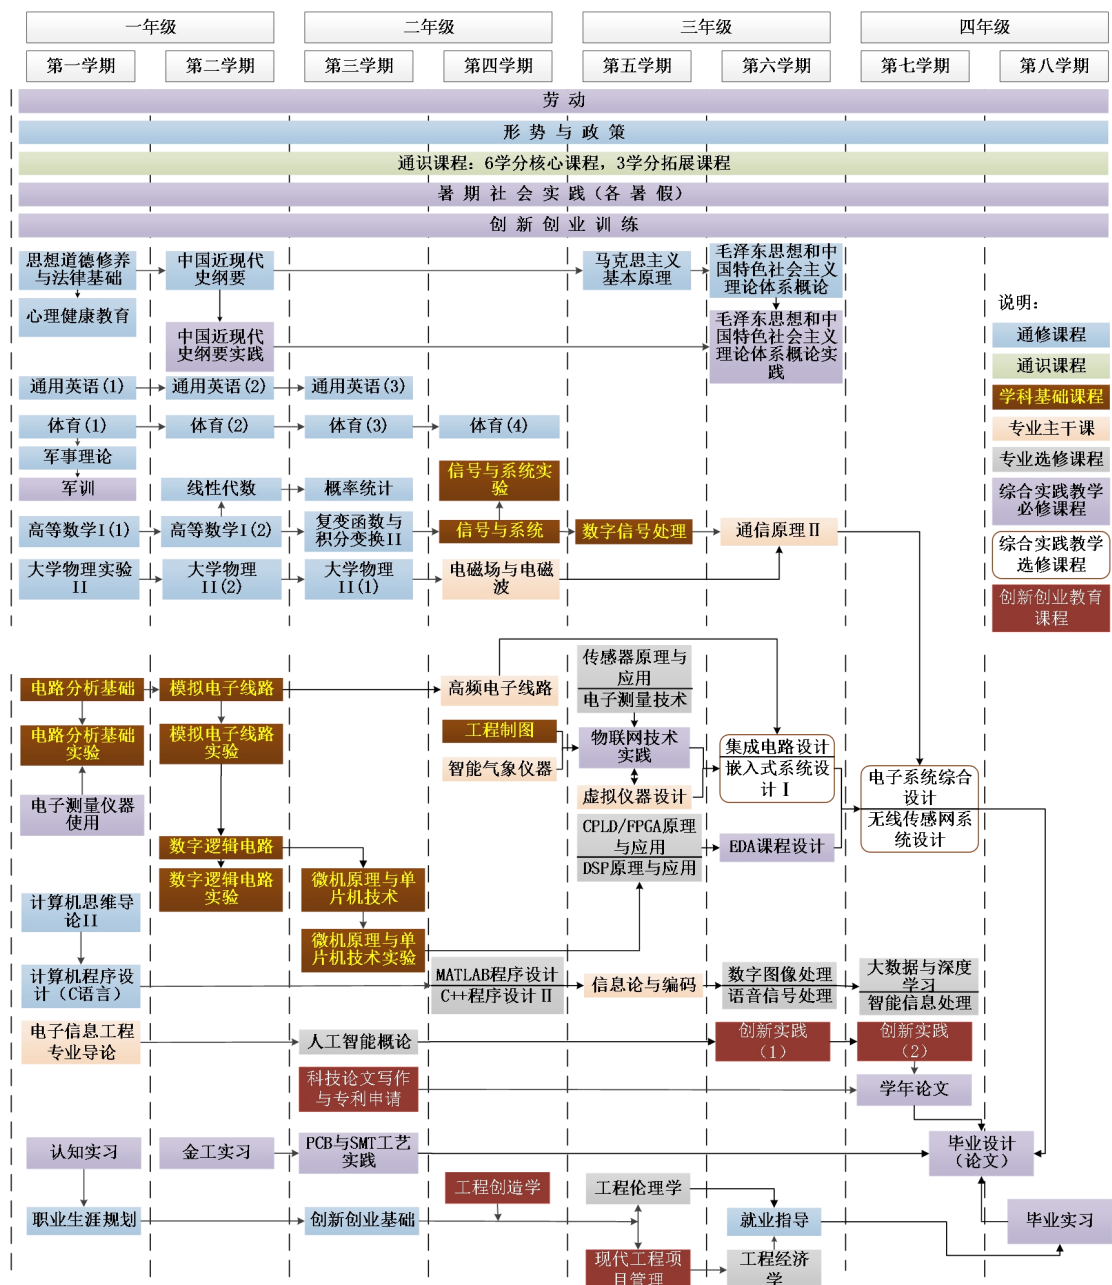 一年级
二年级
三年级
四年级
第一学期
第二学期
第三学期
第四学期
第五学期
第六学期
第七学期
第八学期
劳动
形势与政策
通识课程：6学分核心课程，3学分拓展课程
暑期社会实践(各暑假)
创新创业训练
思想道德修养
与法律基础
中国近现代
史纲要
马克思主义
基本原理
毛泽东思想和中
国特色社会主义
理论体系概论
心理健康教育
中国近现代
史纲要实践
毛泽东思想和中
国特色社会主义
理论体系概论实
践
通用英语(1)
通用英语(2)
通用英语(3)
体育(1)
体育(2)
体育(3)
体育(4)
军事理论
军训
线性代数
概率统计
信号与系统实
验
高等数学I(1)
高等数学I(2)
复变函数与
积分变换II
信号与系统
数字信号处理
通信原理Ⅱ
大学物理实验
II
大学物理
II(2)
大学物理
II(1)
电磁场与电磁
波
说明：
通修课程
通识课程
学科基础课程
专业主干课
专业选修课程
综合实践教学
必修课程
综合实践教学
选修课程
创新创业教育
课程
电路分析基础
模拟电子线路
高频电子线路
传感器原理与
应用
电子测量技术
电路分析基础
实验
模拟电子线路
实验
工程制图
智能气象仪器
物联网技术
实践
虚拟仪器设计
集成电路设计
嵌入式系统设
计Ⅰ
电子测量仪器
使用
电子系统综合
设计
无线传感网系
统设计
数字逻辑电路
数字逻辑电路
实验
CPLD/FPGA原理
与应用
DSP原理与应用
EDA课程设计
微机原理与单
片机技术
微机原理与单
片机技术实验
计算机思维导
论II
计算机程序设
计（C语言）
MATLAB程序设计
C++程序设计Ⅱ
信息论与编码
数字图像处理
语音信号处理
大数据与深度
学习
智能信息处理
电子信息工程
专业导论
人工智能概论
创新实践
（1）
创新实践
（2）
科技论文写作
与专利申请
学年论文
认知实习
金工实习
PCB与SMT工艺
实践
毕业设计
（论文）
工程创造学
工程伦理学
职业生涯规划
创新创业基础
就业指导
毕业实习
现代工程项
目管理
工程经济
学